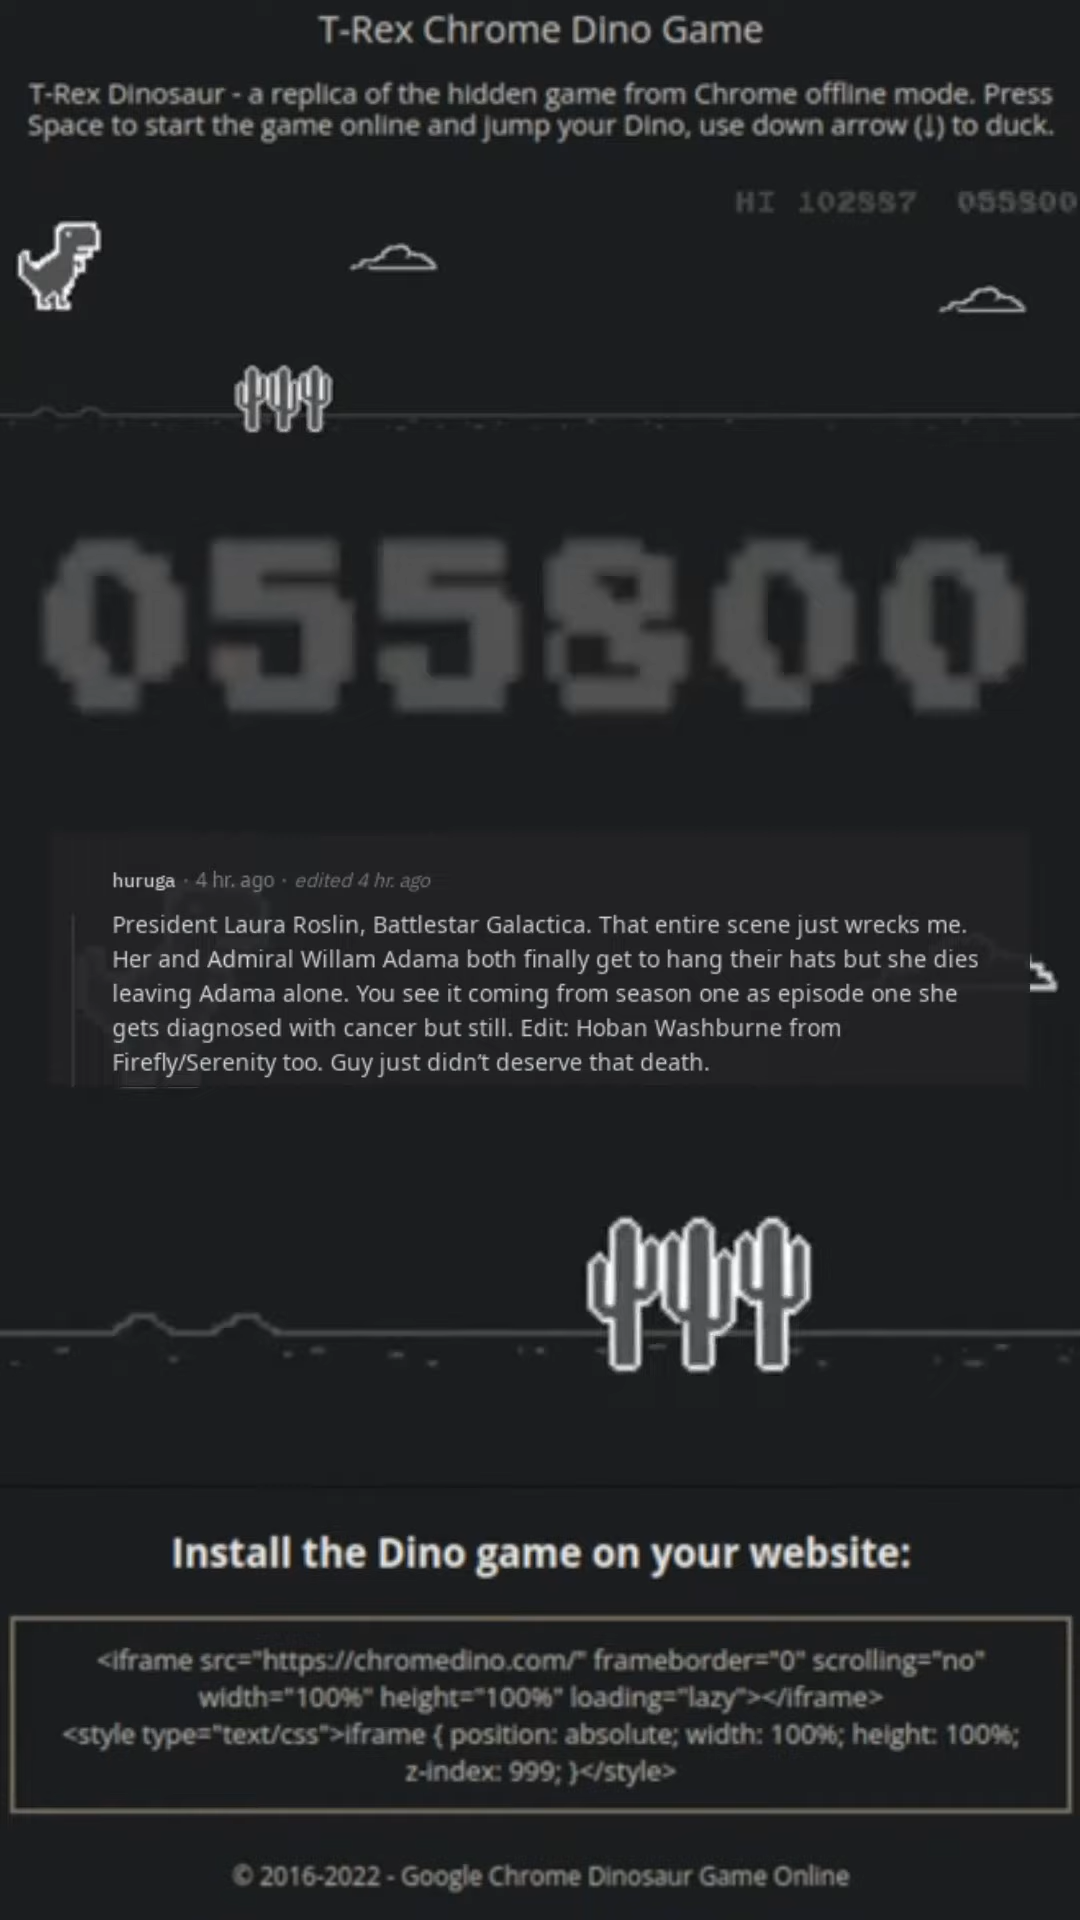 T-Rex Chrome Dino Game
T-Rex Dinosaur - a replica of the hidden game from Chrome offline mode. Press
Space to start the game online and jump your Dino, use down arrow (↓) to duck.
HI 102887 055800
055800
huruga · 4 hr. ago · edited 4 hr. ago
President Laura Roslin, Battlestar Galactica. That entire scene just wrecks me.
Her and Admiral Willam Adama both finally get to hang their hats but she dies
leaving Adama alone. You see it coming from season one as episode one she
gets diagnosed with cancer but still. Edit: Hoban Washburne from
Firefly/Serenity too. Guy just didn't deserve that death.
Install the Dino game on your website:
<iframe src="https://chromedino.com/" frameborder="0" scrolling="no"
width="100%" height="100%" loading="lazy"></iframe>
<style type="text/css">iframe { position: absolute; width: 100%; height: 100%;
z-index: 999; }</style>
© 2016-2022 - Google Chrome Dinosaur Game Online